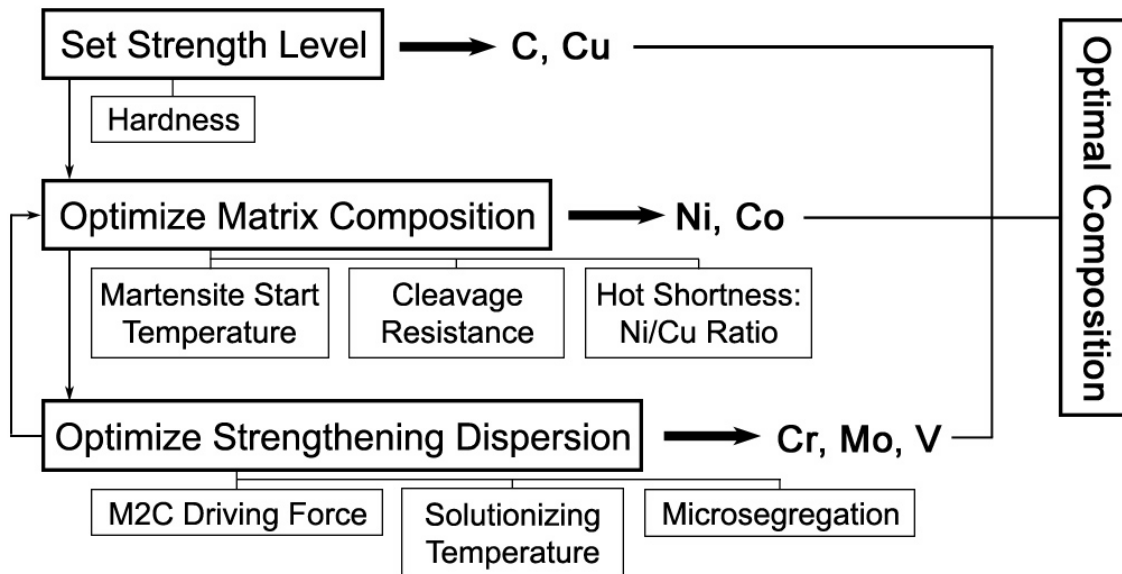 Set Strength Level
C, Cu
Hardness
Optimize Matrix Composition
Ni, Co
Martensite Start
Temperature
Cleavage
Resistance
Hot Shortness:
Ni/Cu Ratio
Optimize Strengthening Dispersion
Cr, Mo, V
M2C Driving Force
Solutionizing
Temperature
Microsegregation
Optimal Composition